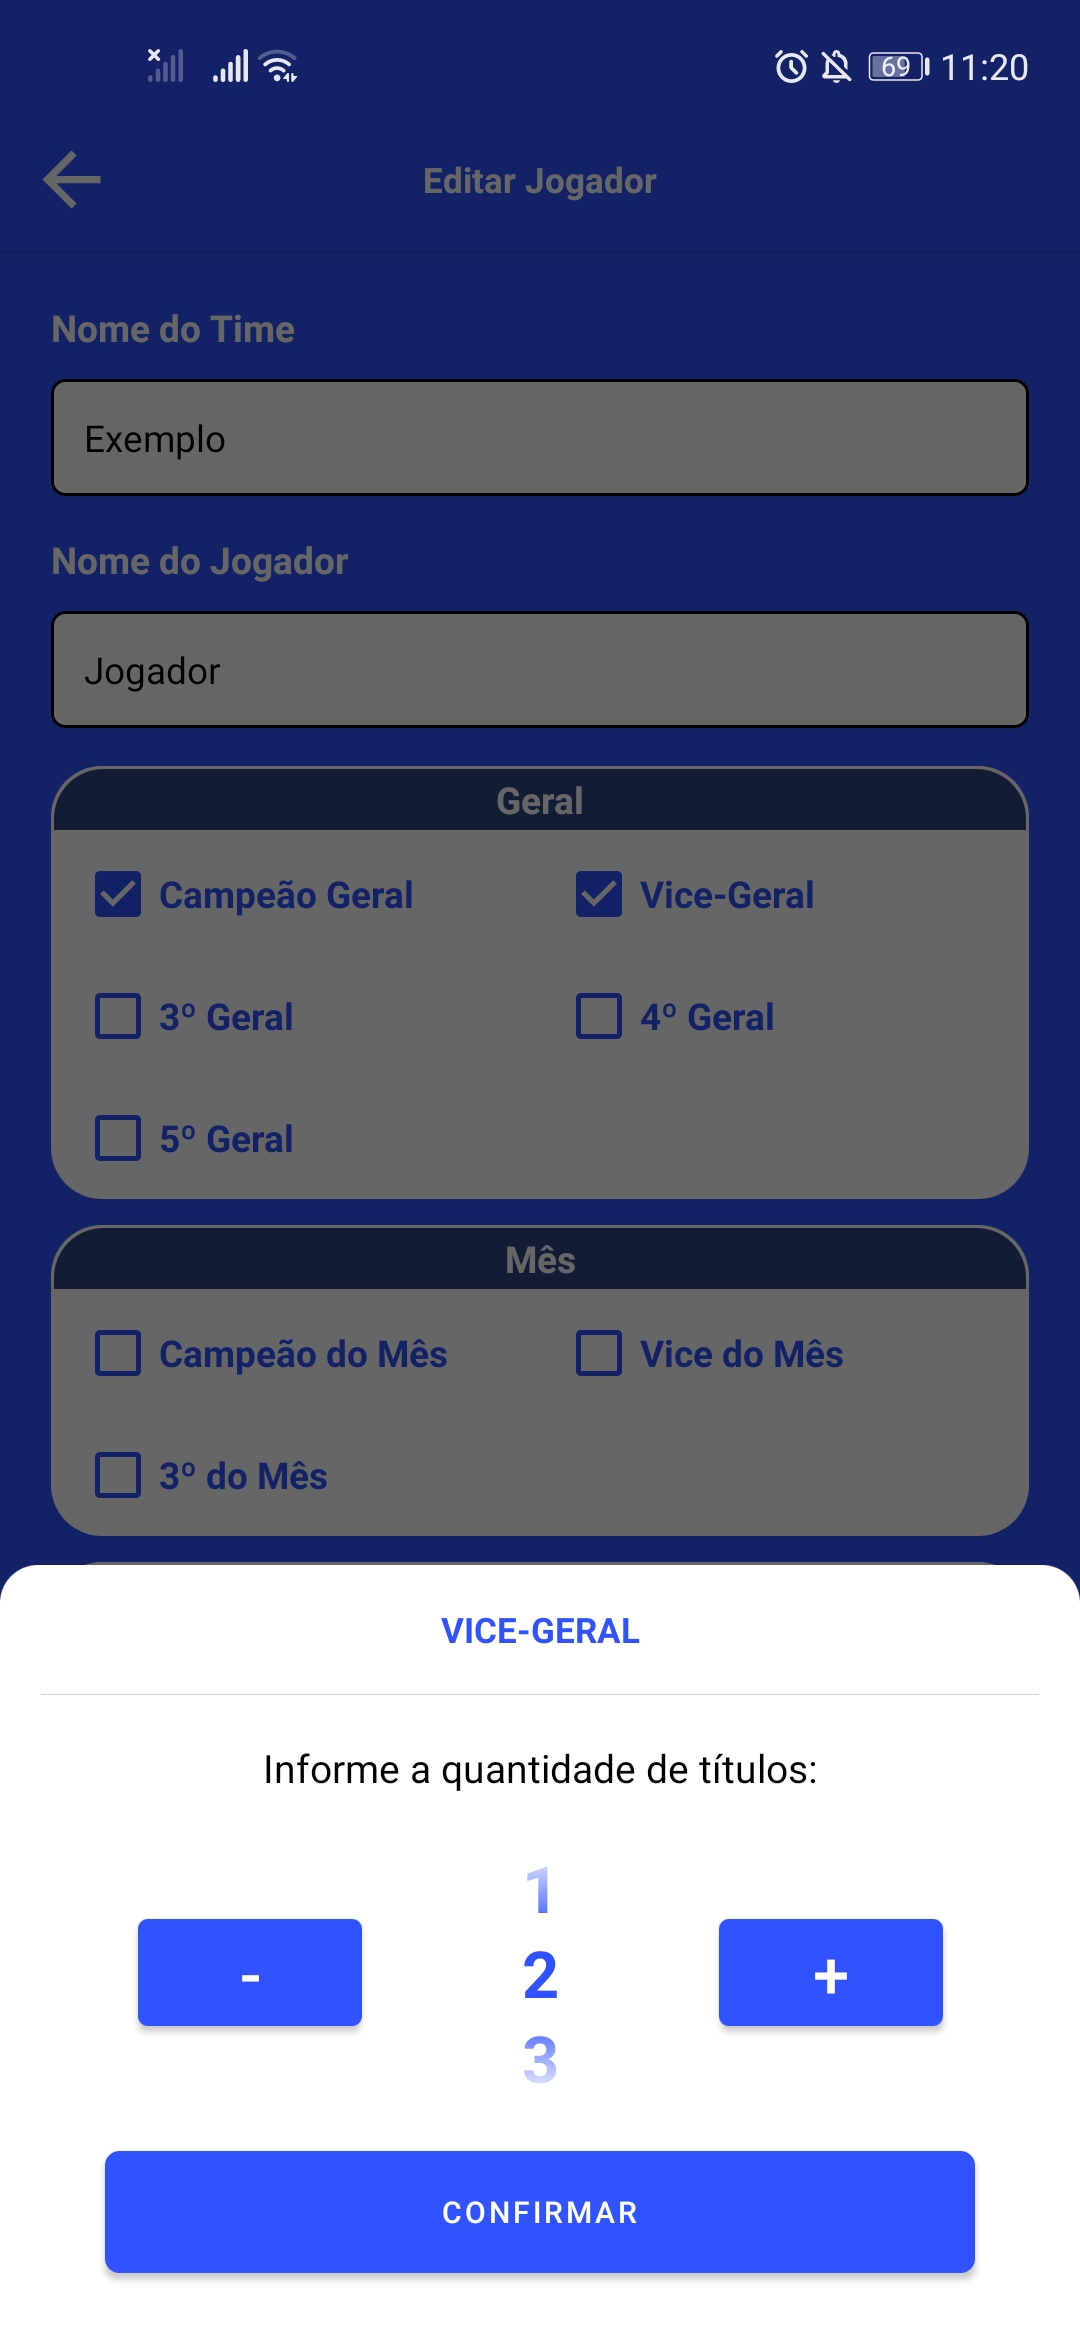 69 11:20
Editar Jogador
Nome do Time
Exemplo
Nome do Jogador
Jogador
Geral
Campeão Geral Vice-Geral
3º Geral 4º Geral
5º Geral
Mês
Campeão do Mês Vice do Mês
3º do Mês
VICE-GERAL
Informe a quantidade de títulos:
1
- 2 +
3
CONFIRMAR